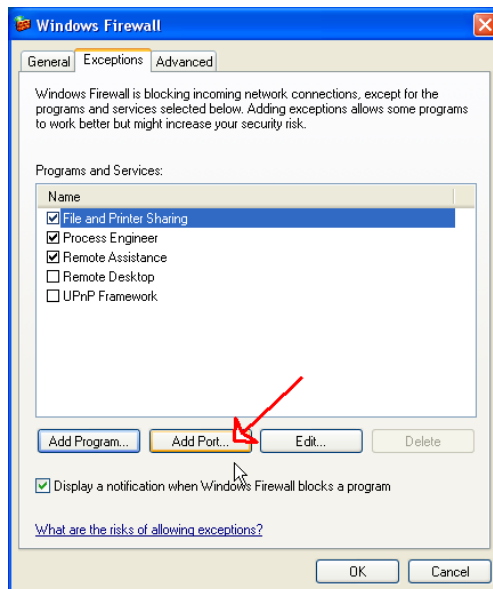 Windows Firewall
General Exceptions Advanced
Windows Firewall is blocking incoming network connections, except for the
programs and services selected below. Adding exceptions allows some programs
to work better but might increase your security risk.
Programs and Services:
Name
File and Printer Sharing
Process Engineer
Remote Assistance
Remote Desktop
UPnP Framework
Add Program... Add Port... Edit... Delete
Display a notification when Windows Firewall blocks a program
What are the risks of allowing exceptions?
OK Cancel